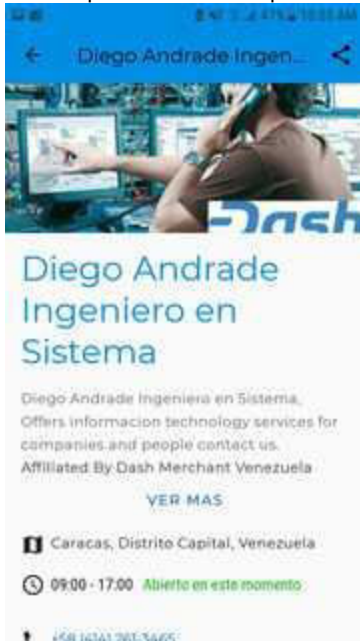 Diego Andrade Ingen...
Dash
Diego Andrade
Ingeniero en
Sistema
Diego Andrade Ingeniero en Sistema,
Offers informacion technology services for
companies and people contact us.
Affiliated By Dash Merchant Venezuela
VER MAS
Caracas, Distrito Capital, Venezuela
09:00 - 17:00 Abierto en este momento